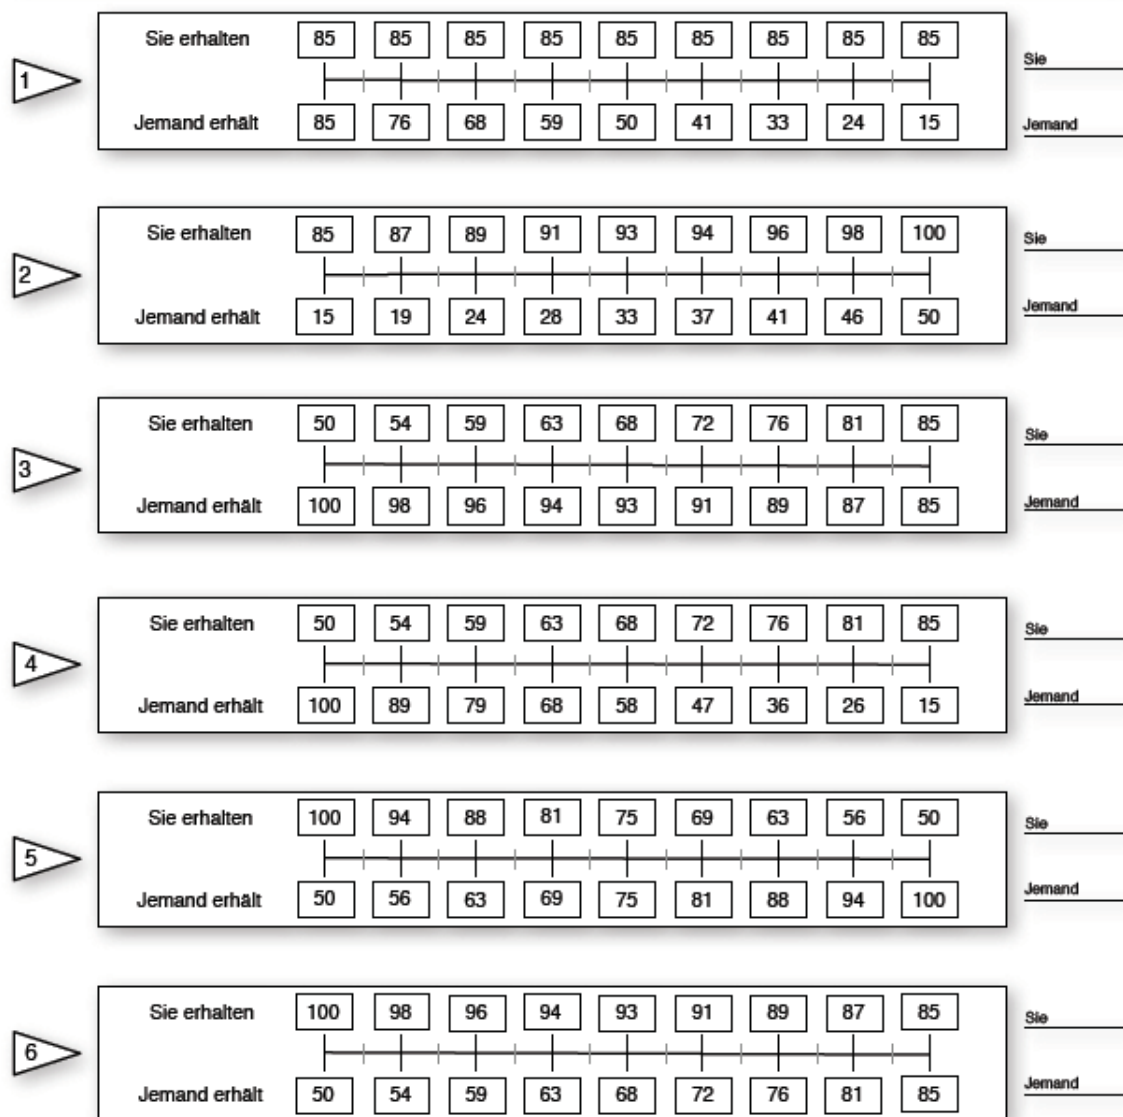 Sie erhalten 85 85 85 85 85 85 85 85 85
Sie
1
Jemand erhält 85 76 68 59 50 41 33 24 15
Jemand
Sie erhalten 85 87 89 91 93 94 96 98 100
Sie
2
Jemand erhält 15 19 24 28 33 37 41 46 50
Jemand
Sie erhalten 50 54 59 63 68 72 76 81 85
Sie
3
Jemand erhält 100 98 96 94 93 91 89 87 85
Jemand
Sie erhalten 50 54 59 63 68 72 76 81 85
Sie
4
Jemand erhält 100 89 79 68 58 47 36 26 15
Jemand
Sie erhalten 100 94 88 81 75 69 63 56 50
Sie
5
Jemand erhält 50 56 63 69 75 81 88 94 100
Jemand
Sie erhalten 100 98 96 94 93 91 89 87 85
Sie
6
Jemand erhält 50 54 59 63 68 72 76 81 85
Jemand